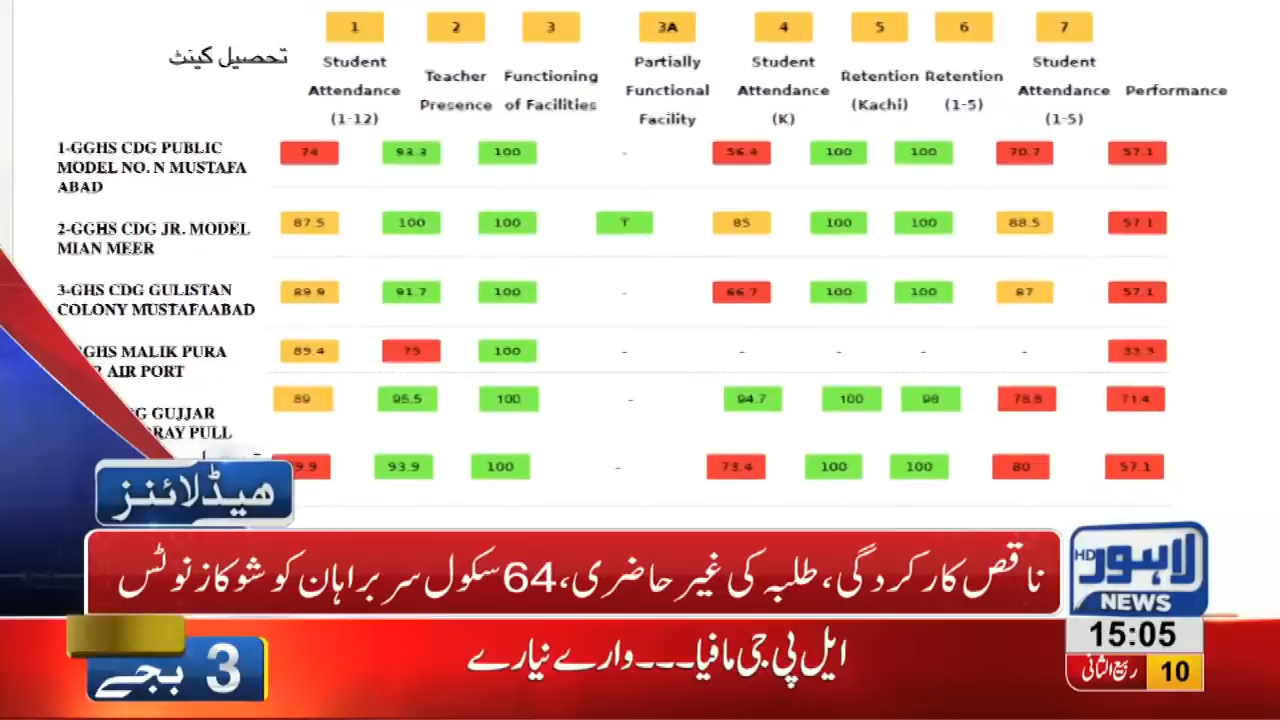 1 2 3 3A 4 5 6 7
تحصیل کینٹ
Student Attendance (1-12)
Teacher Presence
Functioning of Facilities
Partially Functional Facility
Student Attendance (K)
Retention (Kachi)
Retention (1-5)
Student Attendance (1-5)
Performance
1-GGHS CDG PUBLIC
MODEL NO. N MUSTAFA
ABAD
74 93.3 100 - 56.4 100 100 70.7 57.1
2-GGHS CDG JR. MODEL
MIAN MEER
87.5 100 100 T 85 100 100 88.5 57.1
3-GHS CDG GULISTAN
COLONY MUSTAFAABAD
89.9 91.7 100 - 66.7 100 100 87 57.1
GGHS MALIK PURA
AIR PORT
89.4 75 100 - - - - - 33.3
GUJJAR
PULL
89 95.5 100 - 94.7 100 98 78.8 71.4
9.9 93.9 100 - 73.4 100 100 80 57.1
ھیڈلائنز
ناقص کارکردگی، طلبہ کی غیر حاضری، 64 سکول سربراہان کو شوکاز نوٹس
HD لاہور
NEWS
15:05
10 ربیع الثانی
3 بجے
ایل پی جی مافیا۔۔۔وارے نیارے